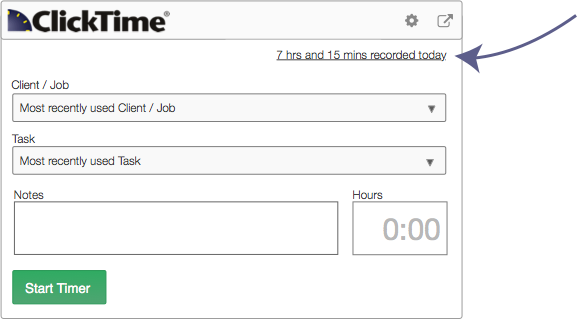 ClickTime®
7 hrs and 15 mins recorded today
Client / Job
Most recently used Client / Job
Task
Most recently used Task
Notes Hours
0:00
Start Timer